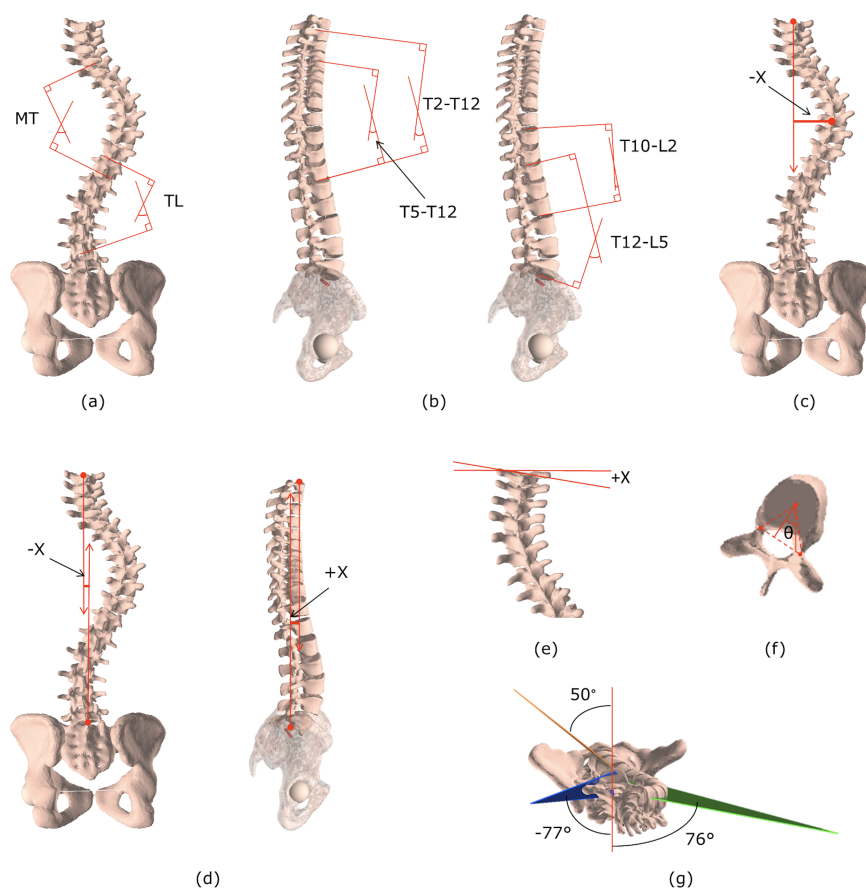 MT
TL
(a)
T2-T12
T5-T12
T10-L2
T12-L5
(b)
-X
(c)
-X
+X
(d)
+X
(e)
θ
(f)
50°
-77°
76°
(g)